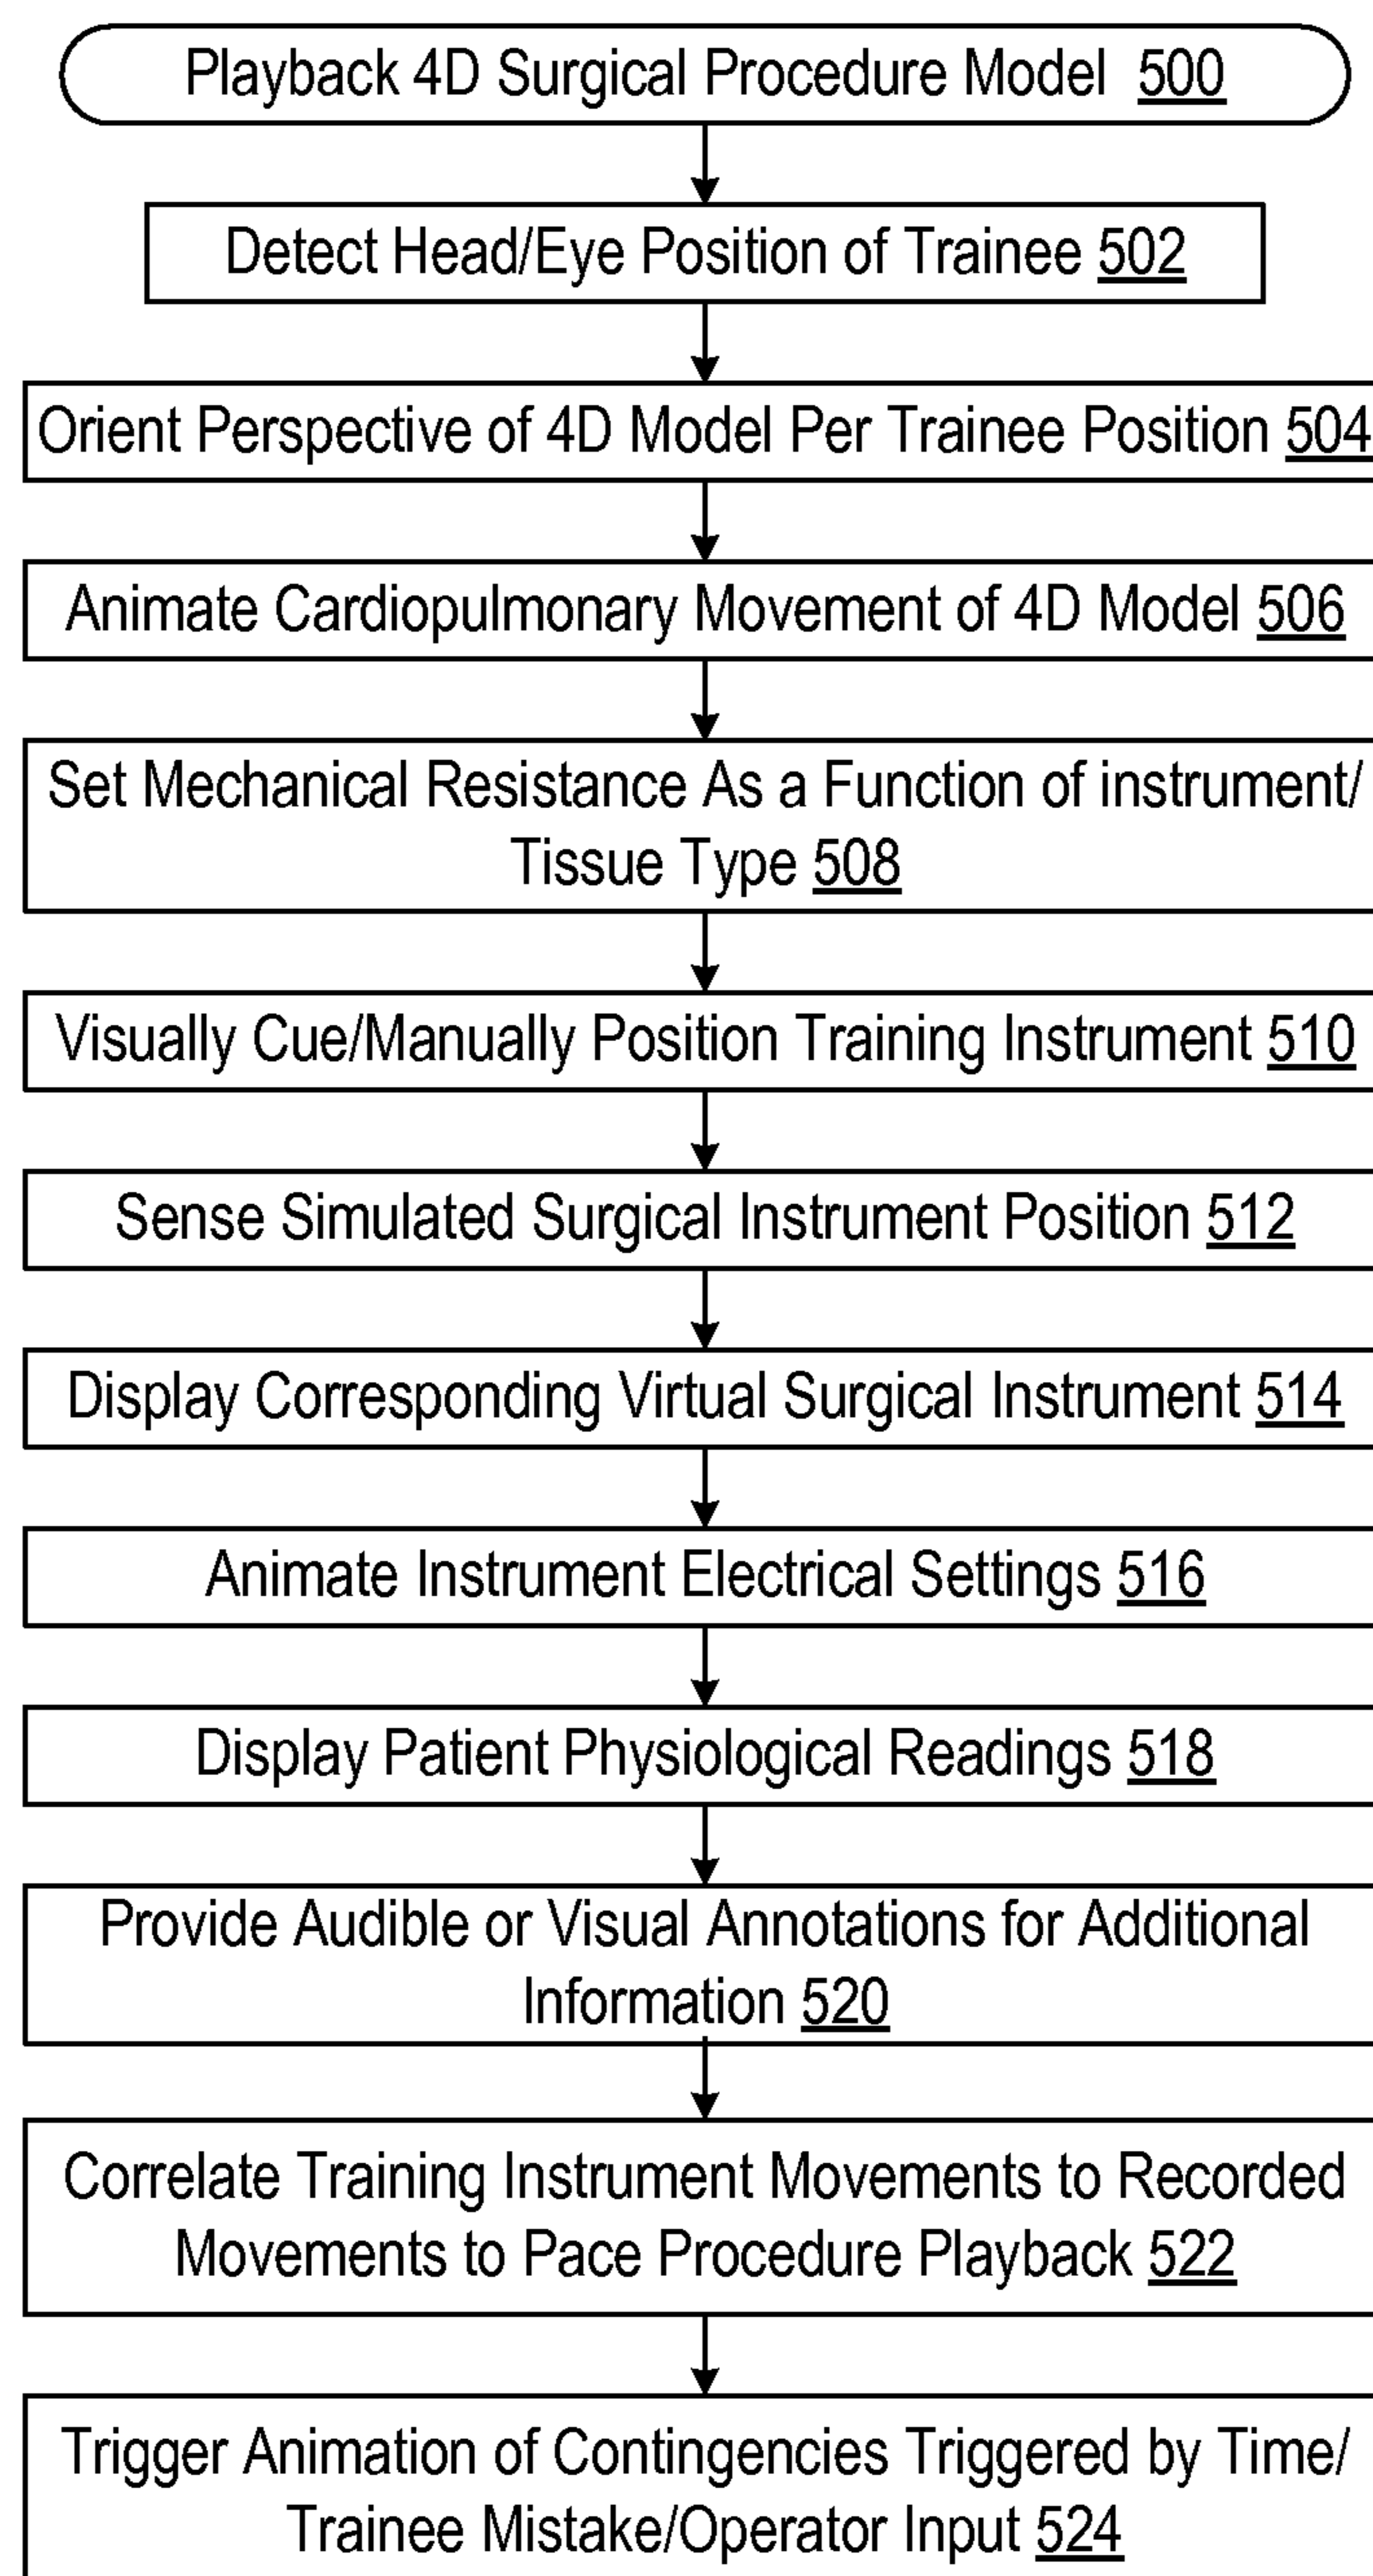 Playback 4D Surgical Procedure Model 500
Detect Head/Eye Position of Trainee 502
Orient Perspective of 4D Model Per Trainee Position 504
Animate Cardiopulmonary Movement of 4D Model 506
Set Mechanical Resistance As a Function of instrument/
Tissue Type 508
Visually Cue/Manually Position Training Instrument 510
Sense Simulated Surgical Instrument Position 512
Display Corresponding Virtual Surgical Instrument 514
Animate Instrument Electrical Settings 516
Display Patient Physiological Readings 518
Provide Audible or Visual Annotations for Additional
Information 520
Correlate Training Instrument Movements to Recorded
Movements to Pace Procedure Playback 522
Trigger Animation of Contingencies Triggered by Time/
Trainee Mistake/Operator Input 524